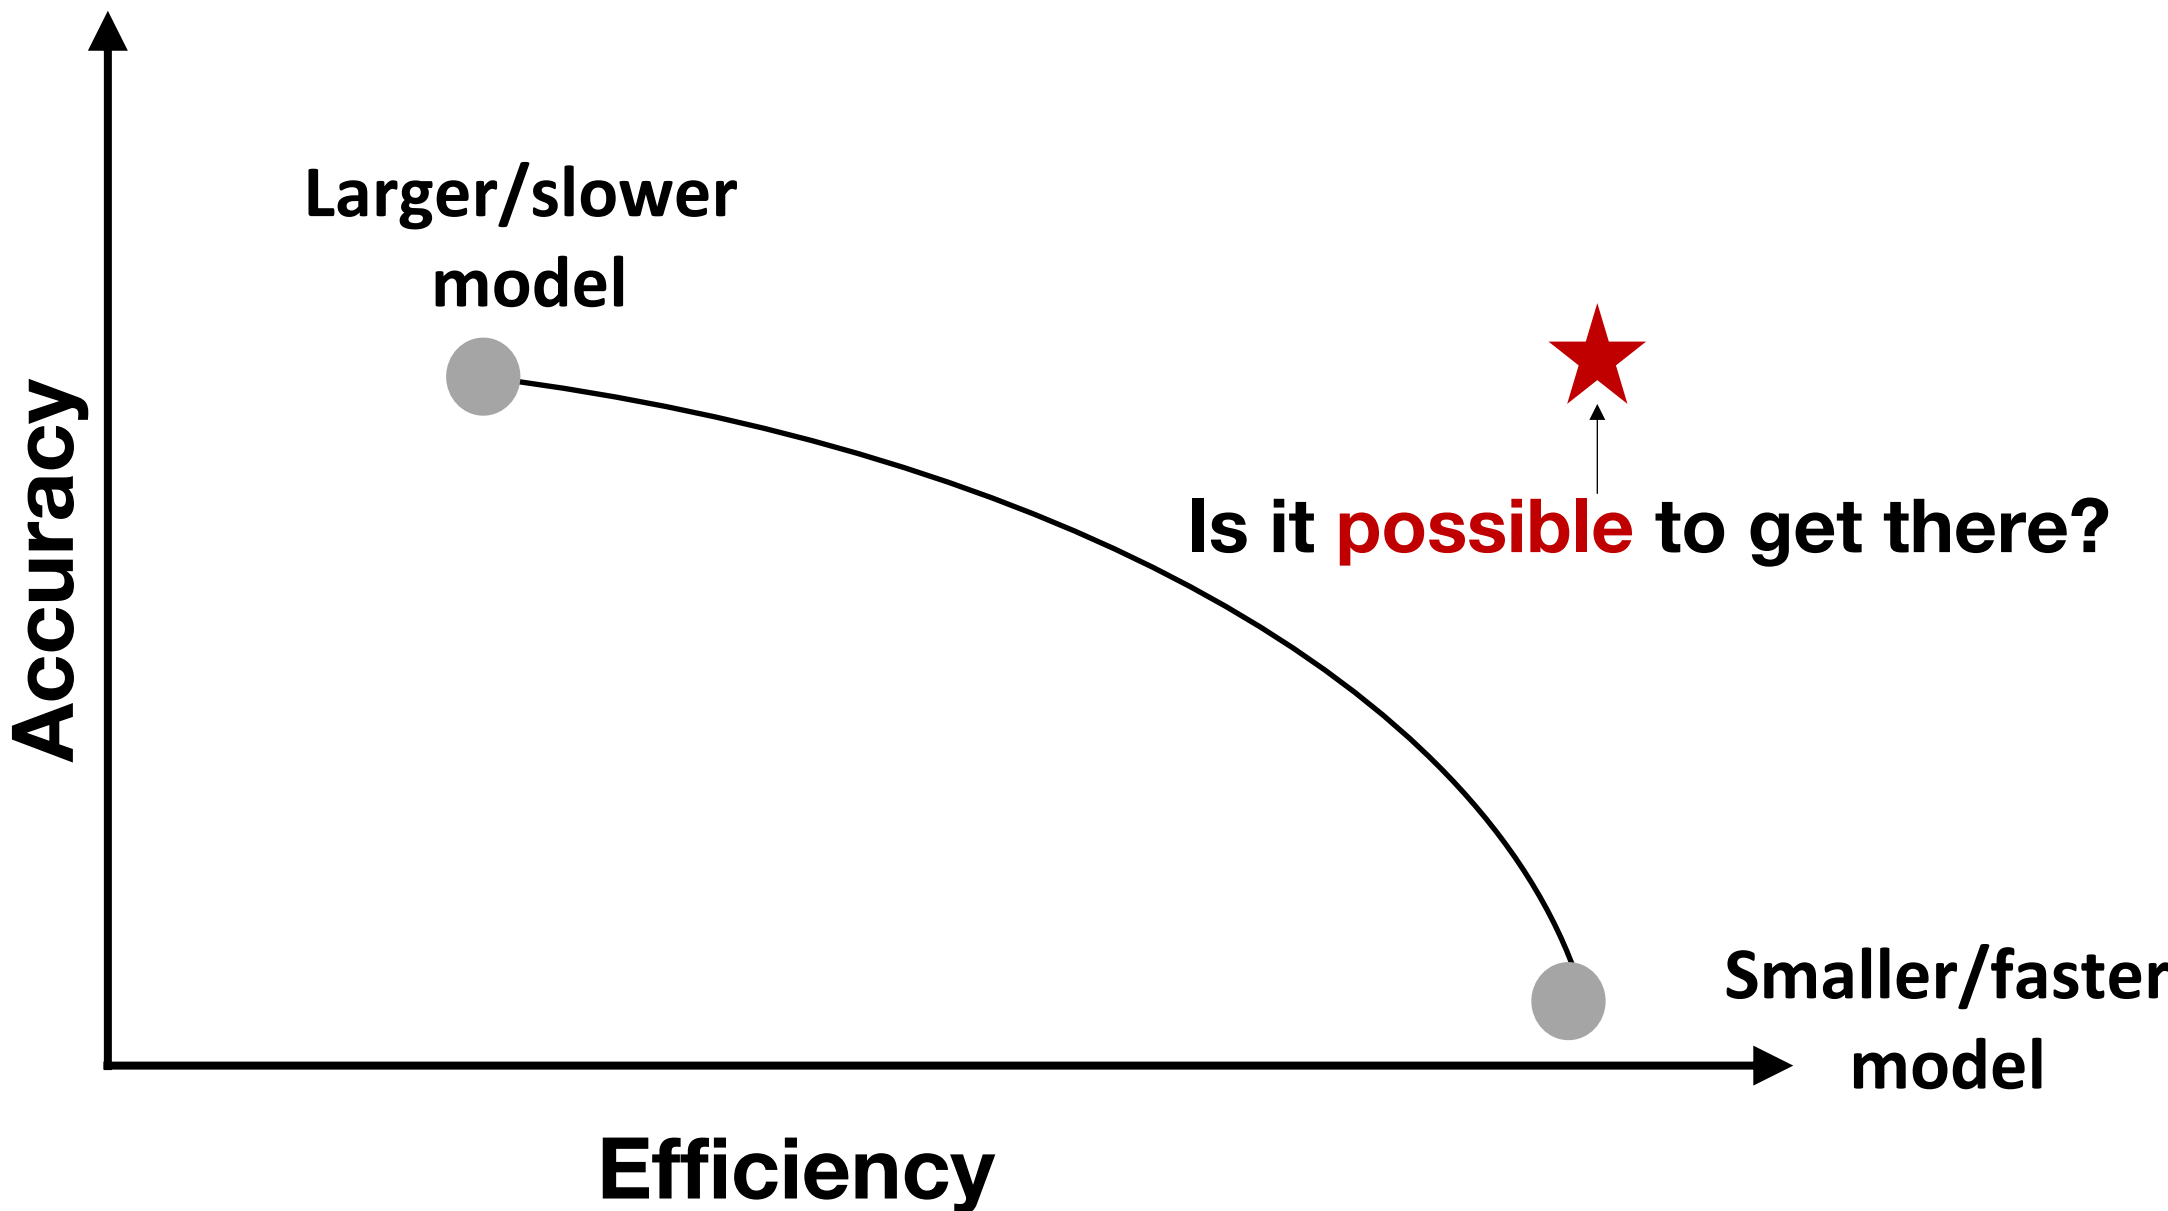 Larger/slower
model
Accuracy
Is it possible to get there?
Smaller/faster
model
Efficiency